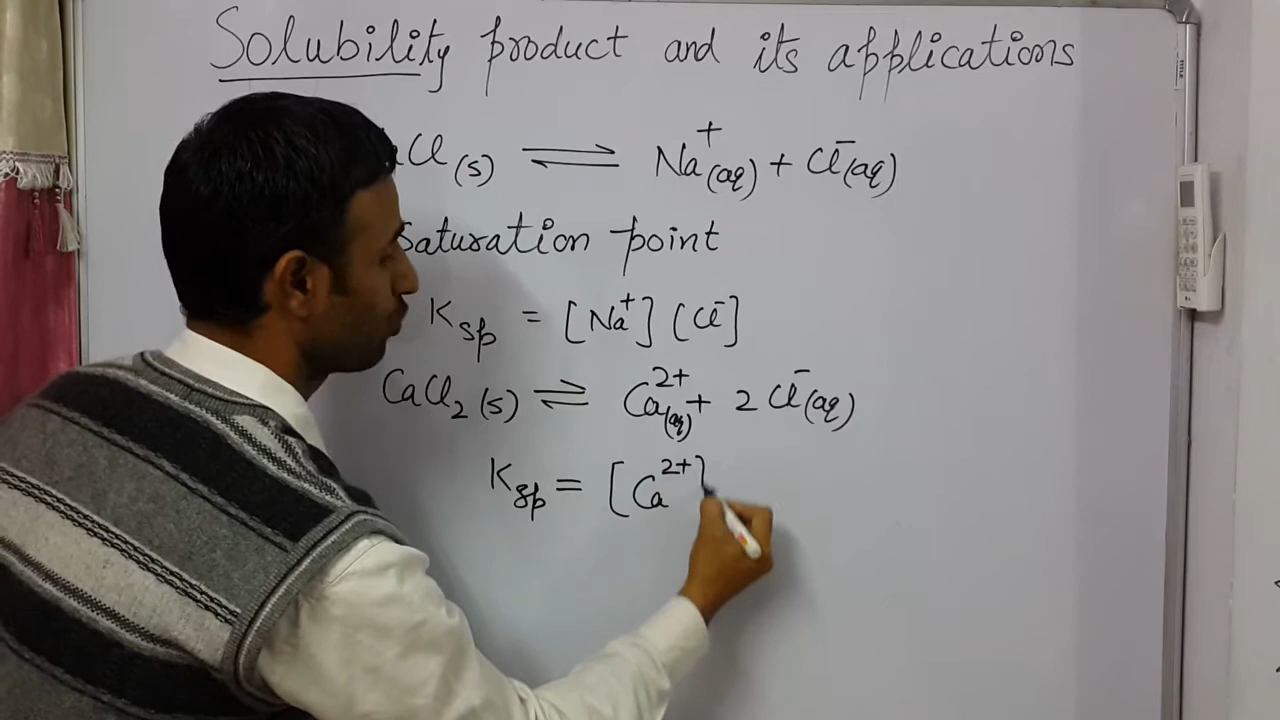 Solubility product and its applications
aCl (s) ⇌ Na⁺(aq) + Cl⁻(aq)
Saturation point
Ksp = [Na⁺] [Cl⁻]
CaCl₂ (s) ⇌ Ca²⁺(aq) + 2 Cl⁻(aq)
Ksp = [Ca²⁺]